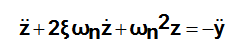 z̈ + 2ξωnż + ωn²z = −ÿ